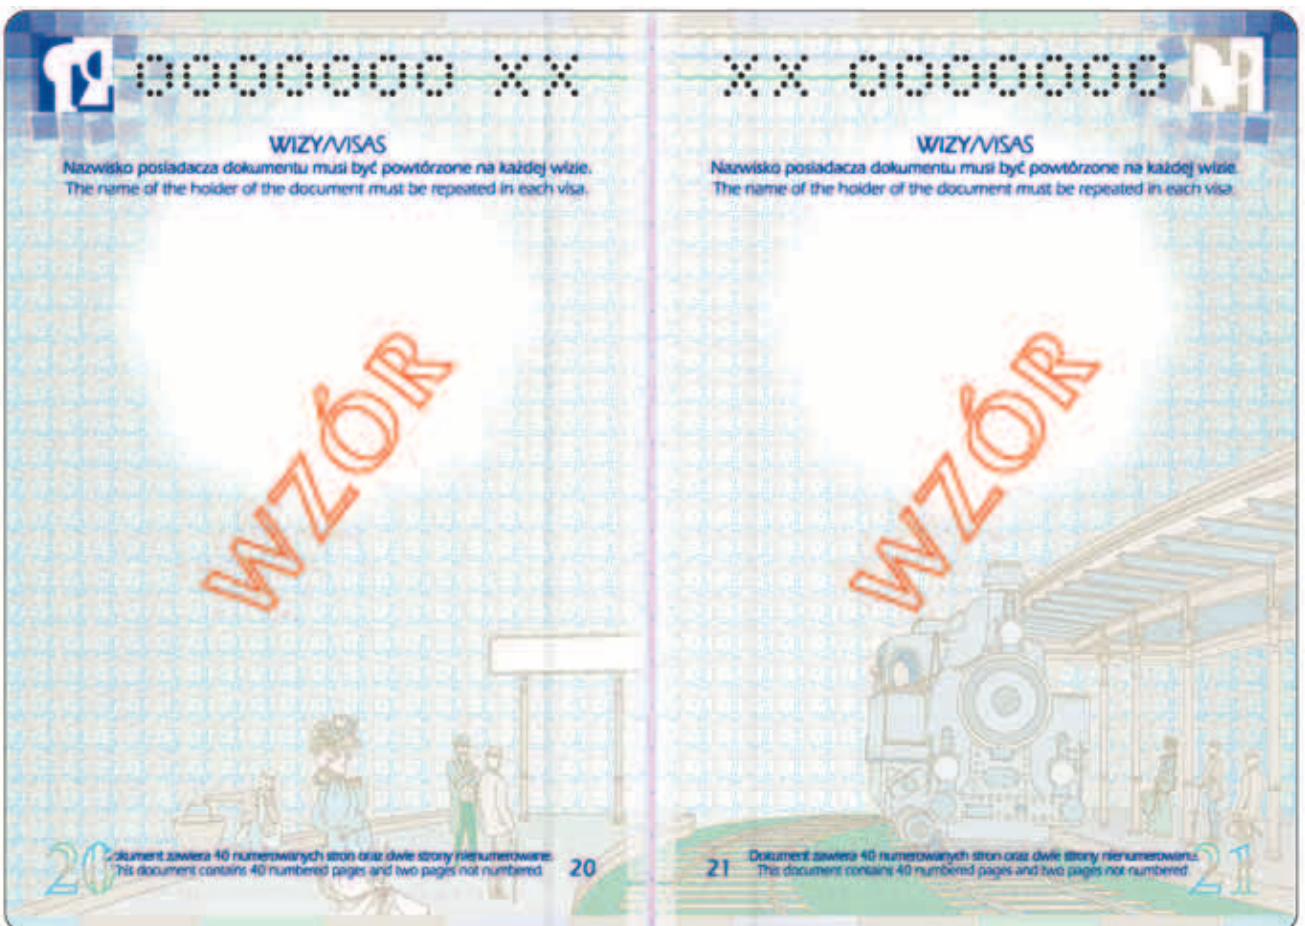 0000000 XX
WIZY/VISAS
Nazwisko posiadacza dokumentu musi być powtórzone na każdej wizie.
The name of the holder of the document must be repeated in each visa.
WZÓR
20
Dokument zawiera 40 numerowanych stron oraz dwie strony nienumerowane.
This document contains 40 numbered pages and two pages not numbered.
20
XX 0000000
WIZY/VISAS
Nazwisko posiadacza dokumentu musi być powtórzone na każdej wizie.
The name of the holder of the document must be repeated in each visa.
WZÓR
21
Dokument zawiera 40 numerowanych stron oraz dwie strony nienumerowane.
This document contains 40 numbered pages and two pages not numbered.
21